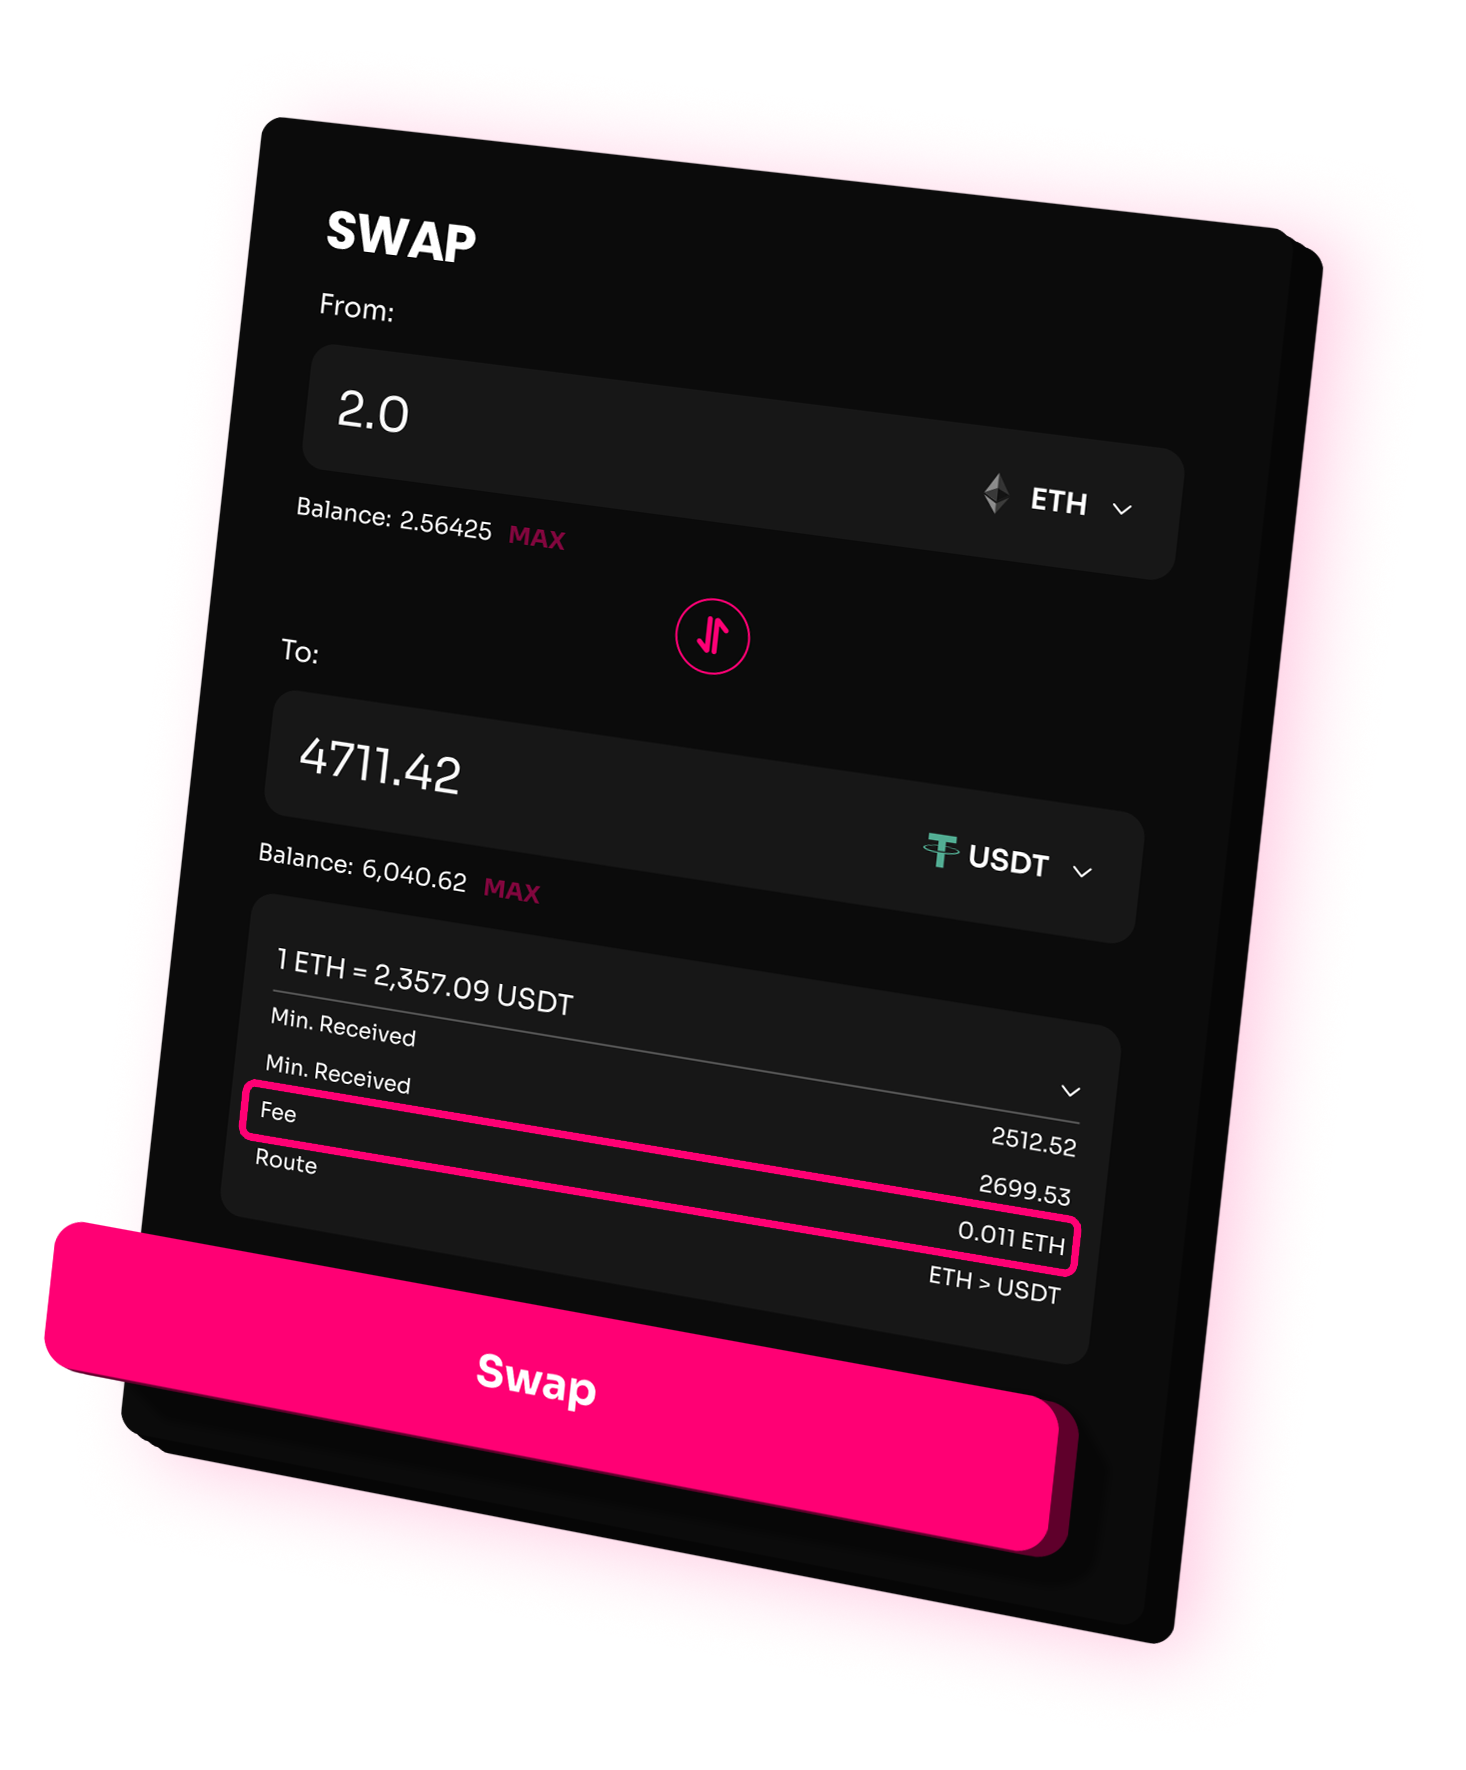 SWAP
From:
2.0 ETH
Balance: 2.56425 MAX
To:
4711.42 USDT
Balance: 6,040.62 MAX
1 ETH = 2,357.09 USDT
Min. Received 2512.52
Min. Received 2699.53
Fee 0.011 ETH
Route ETH > USDT
Swap